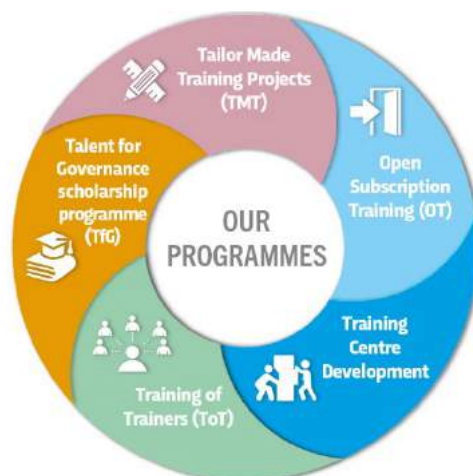 Tailor Made
Training Projects
(TMT)
Open
Subscription
Training (OT)
Training
Centre
Development
Training of
Trainers (ToT)
Talent for
Governance
scholarship
programme
(TfG)
OUR
PROGRAMMES